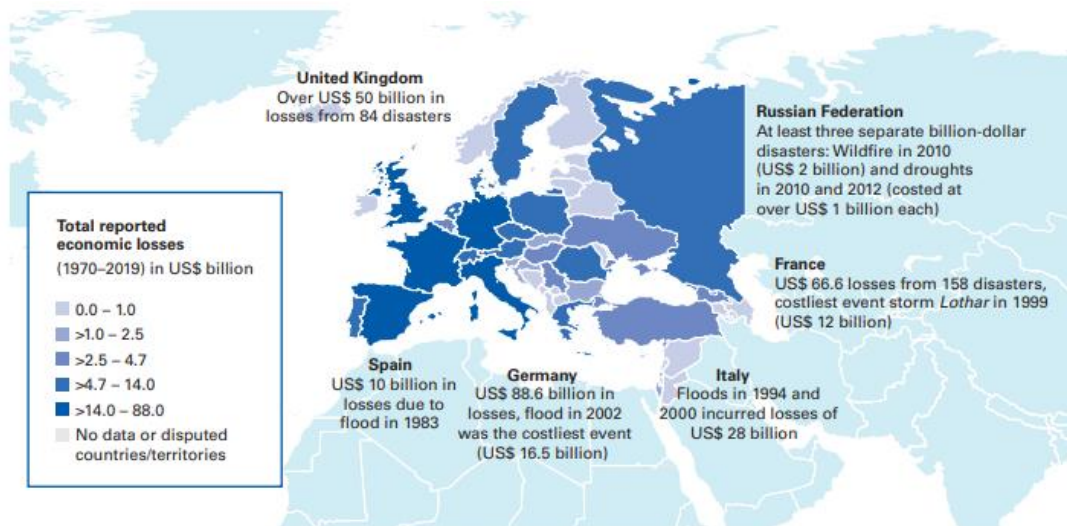 United Kingdom
Over US$ 50 billion in
losses from 84 disasters
Russian Federation
At least three separate billion-dollar
disasters: Wildfire in 2010
(US$ 2 billion) and droughts
in 2010 and 2012 (costed at
over US$ 1 billion each)
Total reported
economic losses
(1970–2019) in US$ billion
0.0 – 1.0
>1.0 – 2.5
>2.5 – 4.7
>4.7 – 14.0
>14.0 – 88.0
No data or disputed
countries/territories
France
US$ 66.6 losses from 158 disasters,
costliest event storm Lothar in 1999
(US$ 12 billion)
Spain
US$ 10 billion in
losses due to
flood in 1983
Germany
US$ 88.6 billion in
losses, flood in 2002
was the costliest event
(US$ 16.5 billion)
Italy
Floods in 1994 and
2000 incurred losses of
US$ 28 billion